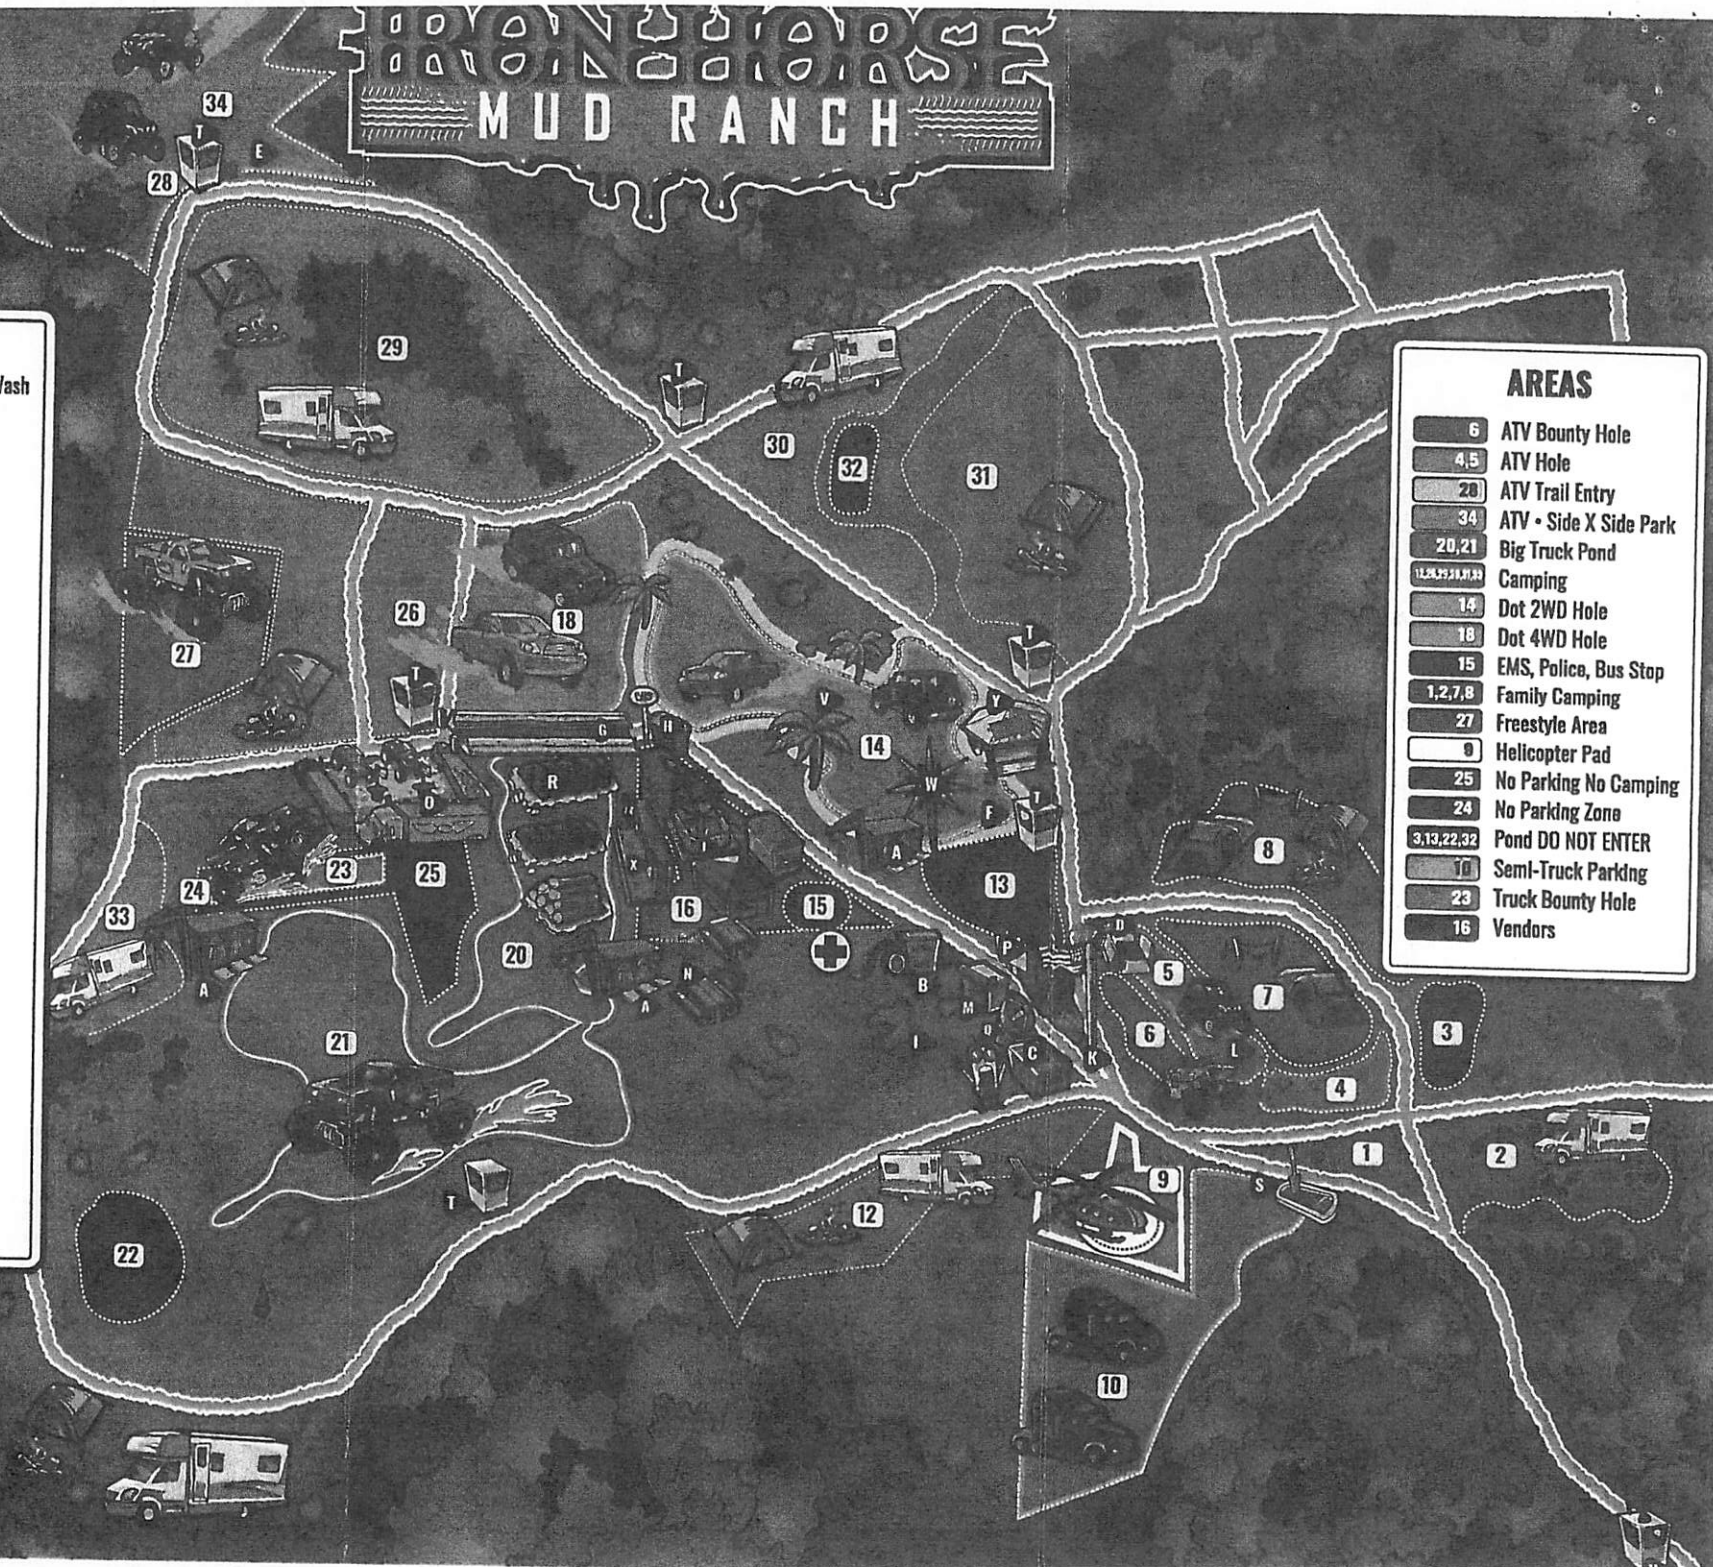 IRON HORSE
MUD RANCH
34
T
E
28
29
T
30
32
31
Wash
AREAS
6 ATV Bounty Hole
4,5 ATV Hole
28 ATV Trail Entry
34 ATV • Side X Side Park
20,21 Big Truck Pond
Camping
14 Dot 2WD Hole
18 Dot 4WD Hole
15 EMS, Police, Bus Stop
1,2,7,8 Family Camping
27 Freestyle Area
9 Helicopter Pad
25 No Parking No Camping
24 No Parking Zone
3,13,22,32 Pond DO NOT ENTER
10 Semi-Truck Parking
23 Truck Bounty Hole
16 Vendors
26
18
27
T
T
V
Y
G
H
14
R
W
O
F
T
X
A
8
23
25
24
13
33
16
15
D
P
20
N
5
A
A
B
M
7
Q
6
3
21
I
C
K
L
4
1
2
9
S
T
12
22
10